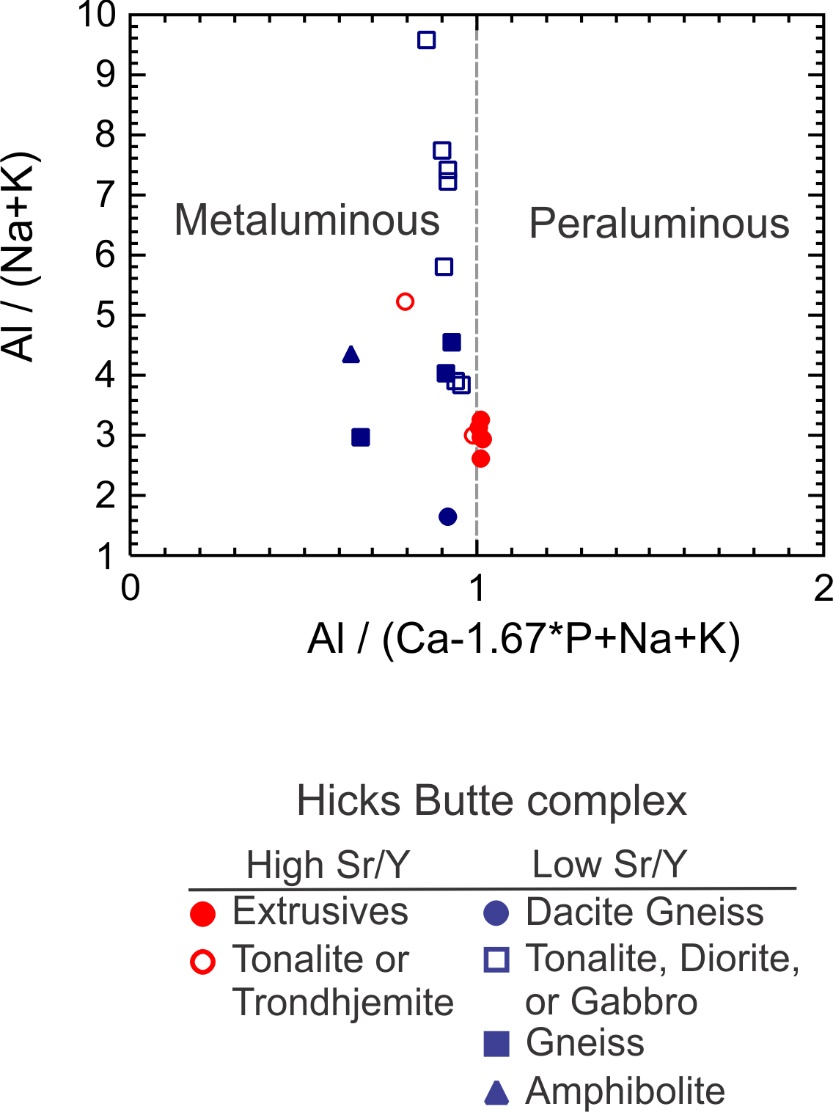 10
9
8
7
6
5
4
3
2
1
Al / (Na+K)
Metaluminous
Peraluminous
0 1 2
Al / (Ca-1.67*P+Na+K)
Hicks Butte complex
High Sr/Y
Extrusives
Tonalite or
Trondhjemite
Low Sr/Y
Dacite Gneiss
Tonalite, Diorite,
or Gabbro
Gneiss
Amphibolite